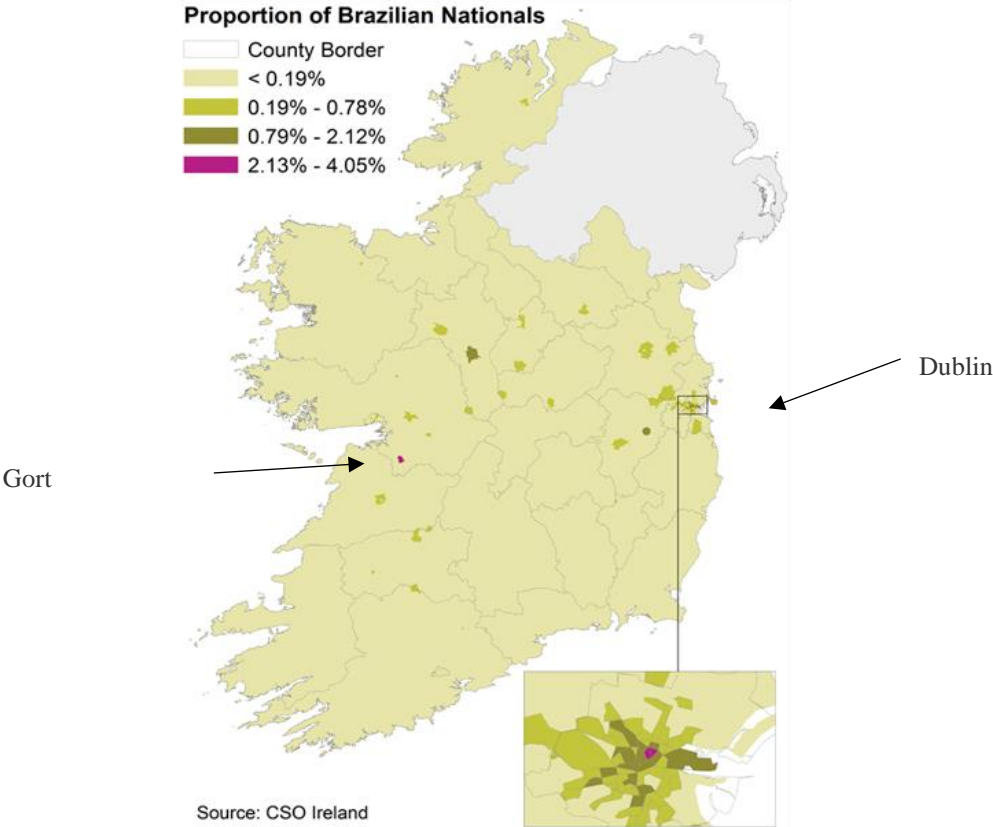 Proportion of Brazilian Nationals
County Border
< 0.19%
0.19% - 0.78%
0.79% - 2.12%
2.13% - 4.05%
Dublin
Gort
Source: CSO Ireland